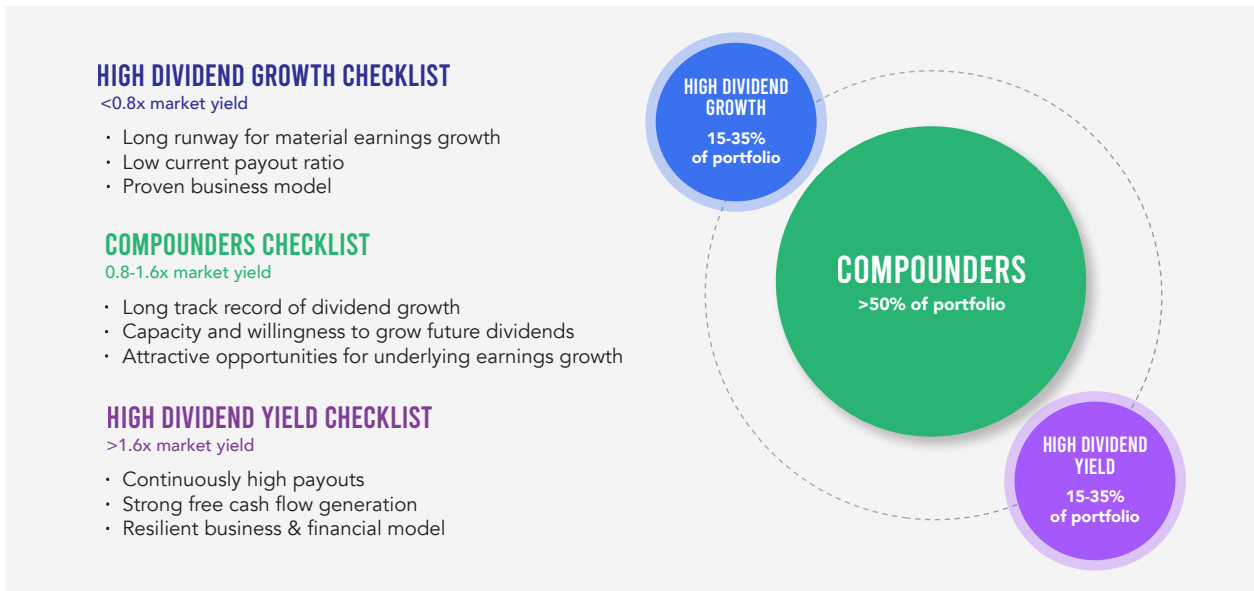 HIGH DIVIDEND GROWTH CHECKLIST
<0.8x market yield
· Long runway for material earnings growth
· Low current payout ratio
· Proven business model
COMPOUNDERS CHECKLIST
0.8-1.6x market yield
· Long track record of dividend growth
· Capacity and willingness to grow future dividends
· Attractive opportunities for underlying earnings growth
HIGH DIVIDEND YIELD CHECKLIST
>1.6x market yield
· Continuously high payouts
· Strong free cash flow generation
· Resilient business & financial model
HIGH DIVIDEND
GROWTH
15-35%
of portfolio
COMPOUNDERS
>50% of portfolio
HIGH DIVIDEND
YIELD
15-35%
of portfolio